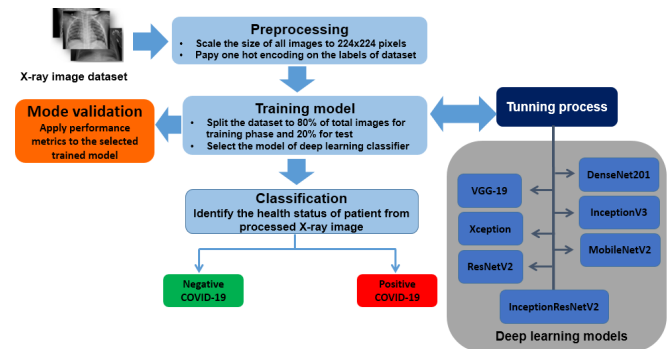 X-ray image dataset
Preprocessing
• Scale the size of all images to 224x224 pixels
• Papy one hot encoding on the labels of dataset
Mode validation
Apply performance
metrics to the selected
trained model
Training model
• Split the dataset to 80% of total images for
training phase and 20% for test
• Select the model of deep learning classifier
Tunning process
Classification
Identify the health status of patient from
processed X-ray image
Negative
COVID-19
Positive
COVID-19
VGG-19
Xception
ResNetV2
DenseNet201
InceptionV3
MobileNetV2
InceptionResNetV2
Deep learning models